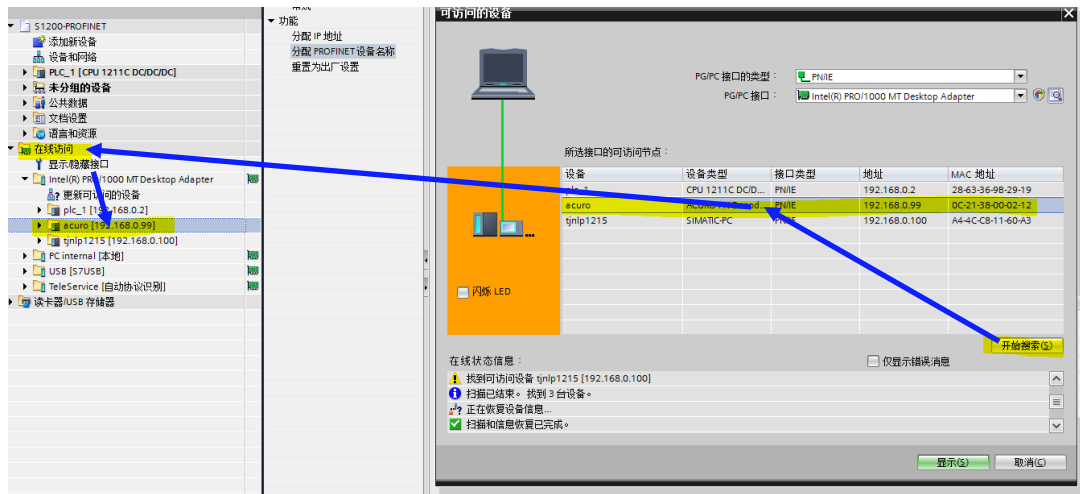 S1200-PROFINET
添加新设备
设备和网络
PLC_1 [CPU 1211C DC/DC/DC]
未分组的设备
公共数据
文档设置
语言和资源
在线访问
显示/隐藏接口
Intel(R) PRO/1000 MT Desktop Adapter
更新可访问的设备
plc_1 [192.168.0.2]
acuro [192.168.0.99]
tjnlp1215 [192.168.0.100]
PC internal [本地]
USB [S7USB]
TeleService [自动协议识别]
读卡器/USB 存储器
功能
分配 IP 地址
分配 PROFINET 设备名称
重置为出厂设置
可访问的设备
PG/PC 接口的类型：
PN/IE
PG/PC 接口：
Intel(R) PRO/1000 MT Desktop Adapter
所选接口的可访问节点：
设备 设备类型 接口类型 地址 MAC 地址
plc_1 CPU 1211C DC/D... PN/IE 192.168.0.2 28-63-36-98-29-19
acuro PN/IE 192.168.0.99 0C-21-38-00-02-12
tjnlp1215 SIMATIC-PC PN/IE 192.168.0.100 A4-4C-C8-11-60-A3
闪烁 LED
开始搜索(S)
在线状态信息：
仅显示错误消息
找到可访问设备 tjnlp1215 [192.168.0.100]
扫描已结束。找到 3 台设备。
正在恢复设备信息...
扫描和信息恢复已完成。
显示(S)
取消(C)